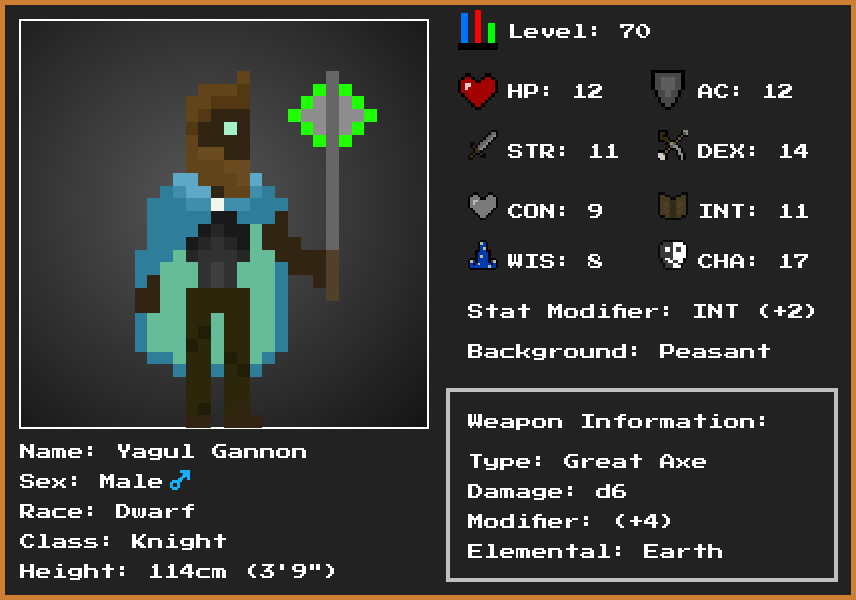 Level: 70
HP: 12
AC: 12
STR: 11
DEX: 14
CON: 9
INT: 11
WIS: 8
CHA: 17
Stat Modifier: INT (+2)
Background: Peasant
Name: Yagul Gannon
Sex: Male ♂
Race: Dwarf
Class: Knight
Height: 114cm (3'9")
Weapon Information:
Type: Great Axe
Damage: d6
Modifier: (+4)
Elemental: Earth